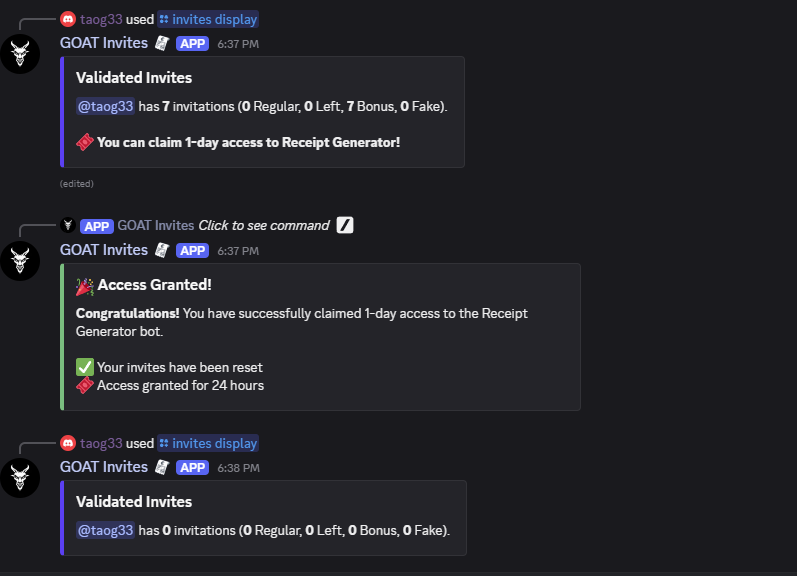 taog33 used invites display
GOAT Invites APP 6:37 PM
Validated Invites
@taog33 has 7 invitations (0 Regular, 0 Left, 7 Bonus, 0 Fake).
You can claim 1-day access to Receipt Generator!
(edited)
APP GOAT Invites Click to see command
GOAT Invites APP 6:37 PM
Access Granted!
Congratulations! You have successfully claimed 1-day access to the Receipt
Generator bot.
Your invites have been reset
Access granted for 24 hours
taog33 used invites display
GOAT Invites APP 6:38 PM
Validated Invites
@taog33 has 0 invitations (0 Regular, 0 Left, 0 Bonus, 0 Fake).